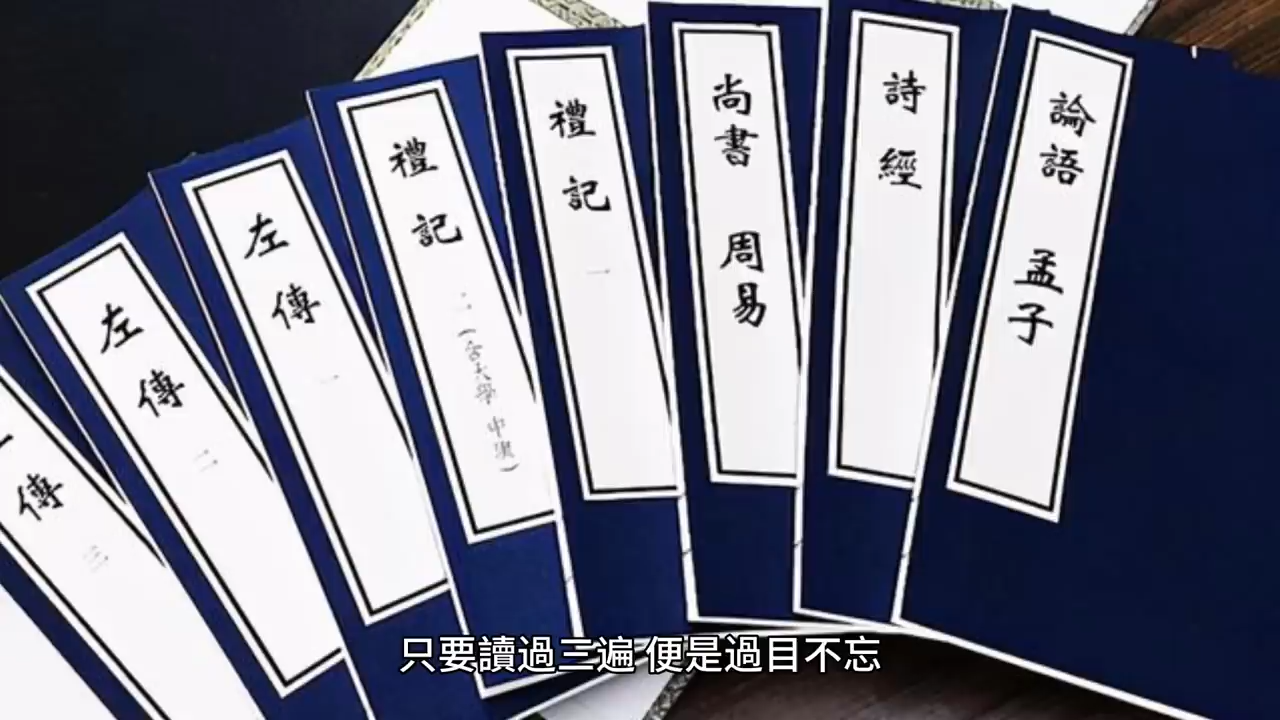 論語 孟子
詩經
尚書 周易
禮記 一
禮記 二(含大學 中庸)
左傳 一
左傳 二
傳 三
只要讀過三遍 便是過目不忘